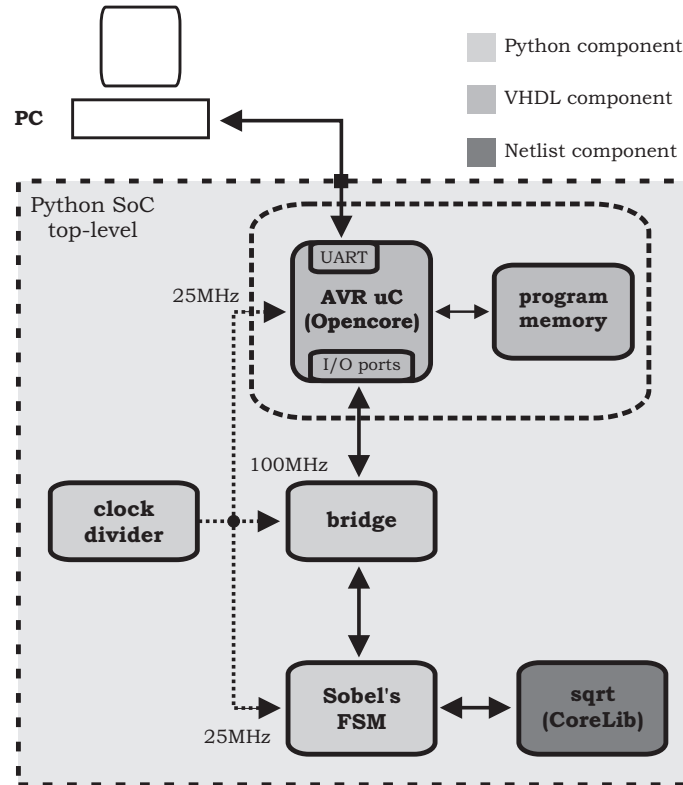 Python component
VHDL component
PC
Netlist component
Python SoC
top-level
UART
25MHz
AVR uC
(Opencore)
program
memory
I/O ports
100MHz
clock
divider
bridge
Sobel's
FSM
sqrt
(CoreLib)
25MHz